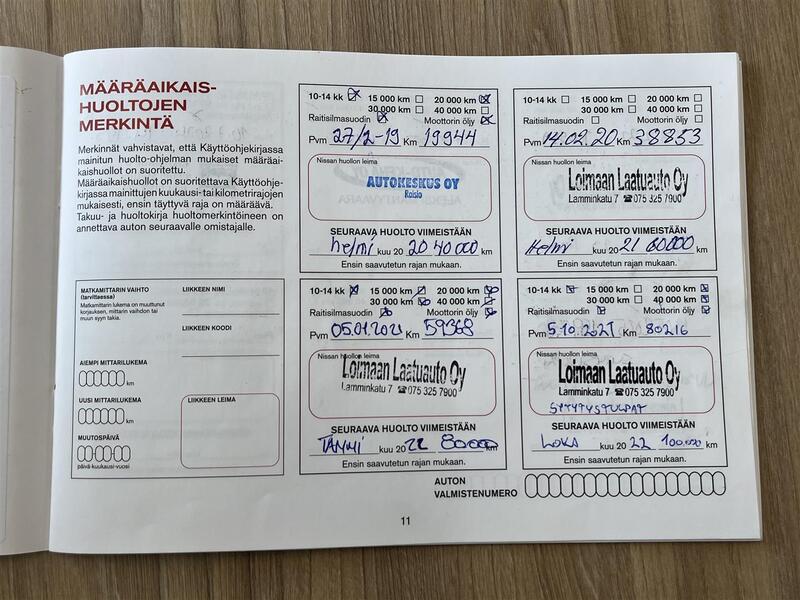 MÄÄRÄAIKAIS-
HUOLTOJEN
MERKINTÄ
Merkinnät vahvistavat, että Käyttöohjekirjassa
mainitun huolto-ohjelman mukaiset määräai-
kaishuollot on suoritettu.
Määräaikaishuollot on suoritettava Käyttöohje-
kirjassa mainittujen kuukausi- tai kilometrirajojen
mukaisesti, ensin täyttyvä raja on määräävä.
Takuu- ja huoltokirja huoltomerkintöineen on
annettava auton seuraavalle omistajalle.
MATKAMITTARIN VAIHTO
(tarvittaessa)
Matkamittarin lukema on muuttunut
korjauksen, mittarin vaihdon tai
muun syyn takia.
AIEMPI MITTARILUKEMA
km
UUSI MITTARILUKEMA
km
MUUTOSPÄIVÄ
päivä-kuukausi-vuosi
LIIKKEEN NIMI
LIIKKEEN KOODI
LIIKKEEN LEIMA
10-14 kk 15 000 km 20 000 km
30 000 km 40 000 km
Raitisilmasuodin Moottorin öljy
Pvm 27/2-19 Km 19944
Nissan huollon leima
AUTOKESKUS OY
Raisio
SEURAAVA HUOLTO VIIMEISTÄÄN
helmi kuu 20 20 40 000 km
Ensin saavutetun rajan mukaan.
10-14 kk 15 000 km 20 000 km
30 000 km 40 000 km
Raitisilmasuodin Moottorin öljy
Pvm 14.02.20 Km 38853
Nissan huollon leima
Loimaan Laatuauto Oy
Lamminkatu 7 ☎075 325 7900
SEURAAVA HUOLTO VIIMEISTÄÄN
Helmi kuu 20 21 60000 km
Ensin saavutetun rajan mukaan.
10-14 kk 15 000 km 20 000 km
30 000 km 40 000 km
Raitisilmasuodin Moottorin öljy
Pvm 05.01.2021 Km 59368
Nissan huollon leima
Loimaan Laatuauto Oy
Lamminkatu 7 ☎075 325 7900
SEURAAVA HUOLTO VIIMEISTÄÄN
TAMMI kuu 20 22 80000 km
Ensin saavutetun rajan mukaan.
10-14 kk 15 000 km 20 000 km
30 000 km 40 000 km
Raitisilmasuodin Moottorin öljy
Pvm 5.10.2021 Km 80216
Nissan huollon leima
Loimaan Laatuauto Oy
Lamminkatu 7 ☎075 325 7900
SYTYTYSTULPAT
SEURAAVA HUOLTO VIIMEISTÄÄN
LOKA kuu 20 22 100.000 km
Ensin saavutetun rajan mukaan.
AUTON
VALMISTENUMERO
11